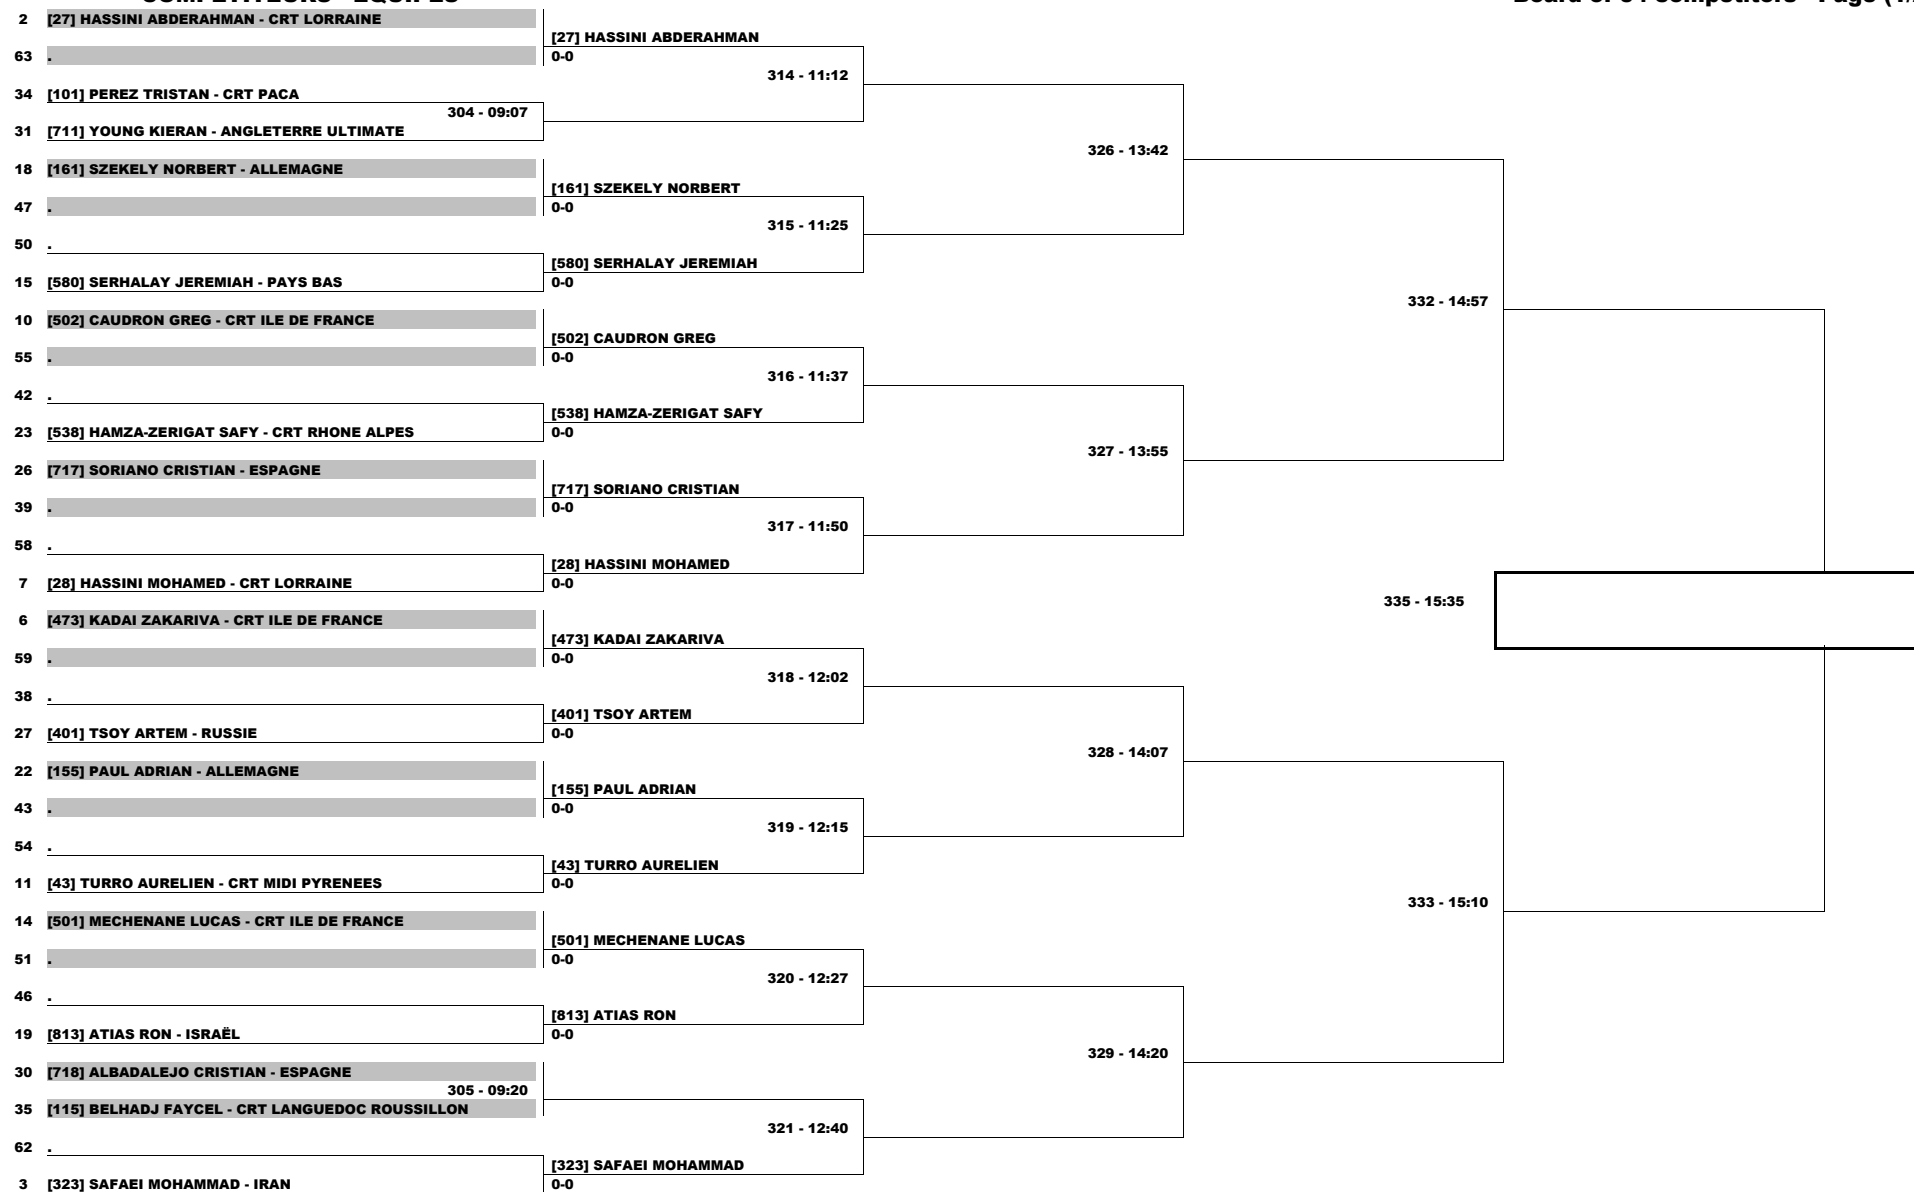 2 [27] HASSINI ABDERAHMAN - CRT LORRAINE
[27] HASSINI ABDERAHMAN
63 .
0-0
314 - 11:12
34 [101] PEREZ TRISTAN - CRT PACA
304 - 09:07
31 [711] YOUNG KIERAN - ANGLETERRE ULTIMATE
326 - 13:42
18 [161] SZEKELY NORBERT - ALLEMAGNE
[161] SZEKELY NORBERT
47 .
0-0
315 - 11:25
50 .
[580] SERHALAY JEREMIAH
15 [580] SERHALAY JEREMIAH - PAYS BAS
0-0
332 - 14:57
10 [502] CAUDRON GREG - CRT ILE DE FRANCE
[502] CAUDRON GREG
55 .
0-0
316 - 11:37
42 .
[538] HAMZA-ZERIGAT SAFY
23 [538] HAMZA-ZERIGAT SAFY - CRT RHONE ALPES
0-0
327 - 13:55
26 [717] SORIANO CRISTIAN - ESPAGNE
[717] SORIANO CRISTIAN
39 .
0-0
317 - 11:50
58 .
[28] HASSINI MOHAMED
7 [28] HASSINI MOHAMED - CRT LORRAINE
0-0
335 - 15:35
6 [473] KADAI ZAKARIVA - CRT ILE DE FRANCE
[473] KADAI ZAKARIVA
59 .
0-0
318 - 12:02
38 .
[401] TSOY ARTEM
27 [401] TSOY ARTEM - RUSSIE
0-0
328 - 14:07
22 [155] PAUL ADRIAN - ALLEMAGNE
[155] PAUL ADRIAN
43 .
0-0
319 - 12:15
54 .
[43] TURRO AURELIEN
11 [43] TURRO AURELIEN - CRT MIDI PYRENEES
0-0
333 - 15:10
14 [501] MECHENANE LUCAS - CRT ILE DE FRANCE
[501] MECHENANE LUCAS
51 .
0-0
320 - 12:27
46 .
[813] ATIAS RON
19 [813] ATIAS RON - ISRAËL
0-0
329 - 14:20
30 [718] ALBADALEJO CRISTIAN - ESPAGNE
305 - 09:20
35 [115] BELHADJ FAYCEL - CRT LANGUEDOC ROUSSILLON
321 - 12:40
62 .
[323] SAFAEI MOHAMMAD
3 [323] SAFAEI MOHAMMAD - IRAN
0-0